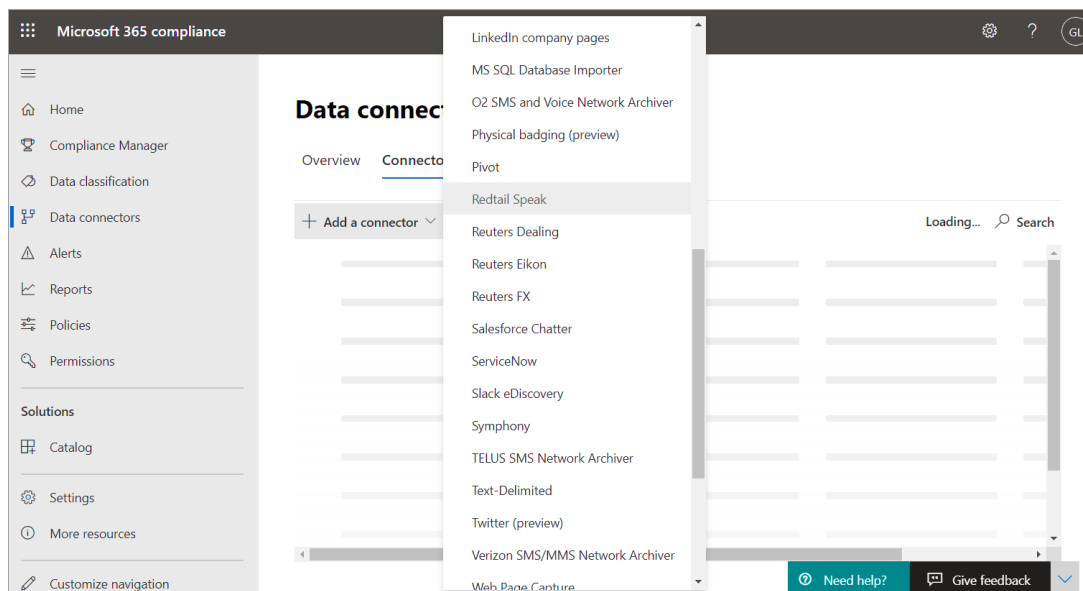 Microsoft 365 compliance
GL
Home
Compliance Manager
Data classification
Data connectors
Alerts
Reports
Policies
Permissions
Solutions
Catalog
Settings
More resources
Customize navigation
Data connec
Overview
Connecto
Add a connector
Loading...
Search
LinkedIn company pages
MS SQL Database Importer
O2 SMS and Voice Network Archiver
Physical badging (preview)
Pivot
Redtail Speak
Reuters Dealing
Reuters Eikon
Reuters FX
Salesforce Chatter
ServiceNow
Slack eDiscovery
Symphony
TELUS SMS Network Archiver
Text-Delimited
Twitter (preview)
Verizon SMS/MMS Network Archiver
Web Page Capture
Need help?
Give feedback